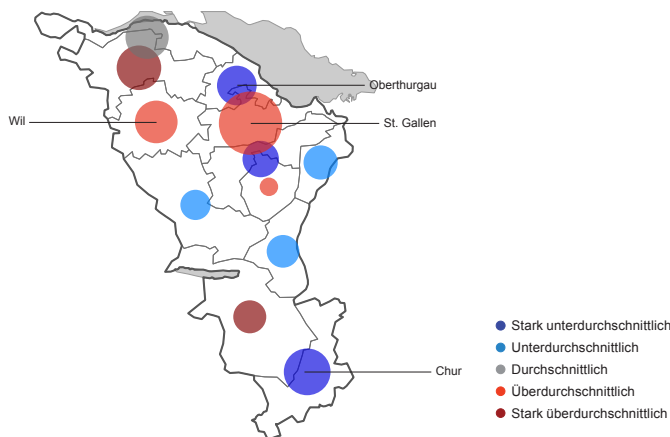 Oberthurgau
Wil
St. Gallen
Chur
Stark unterdurchschnittlich
Unterdurchschnittlich
Durchschnittlich
Überdurchschnittlich
Stark überdurchschnittlich